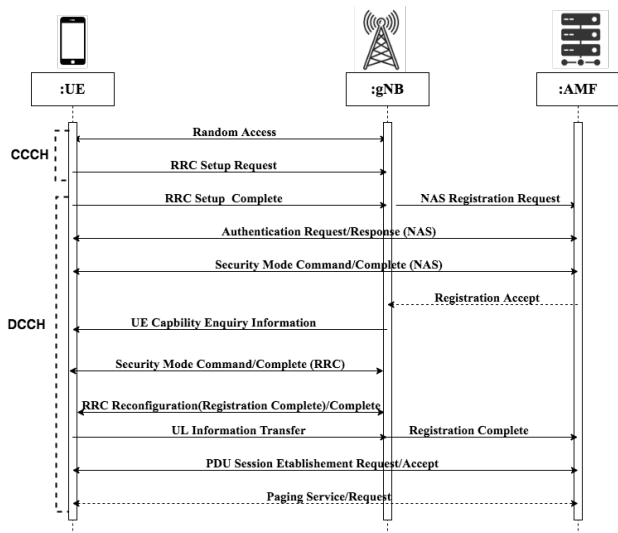 :UE
:gNB
:AMF
Random Access
CCCH
RRC Setup Request
RRC Setup Complete
NAS Registration Request
Authentication Request/Response (NAS)
Security Mode Command/Complete (NAS)
Registration Accept
DCCH
UE Capbility Enquiry Information
Security Mode Command/Complete (RRC)
RRC Reconfiguration(Registration Complete)/Complete
UL Information Transfer
Registration Complete
PDU Session Etablishement Request/Accept
Paging Service/Request